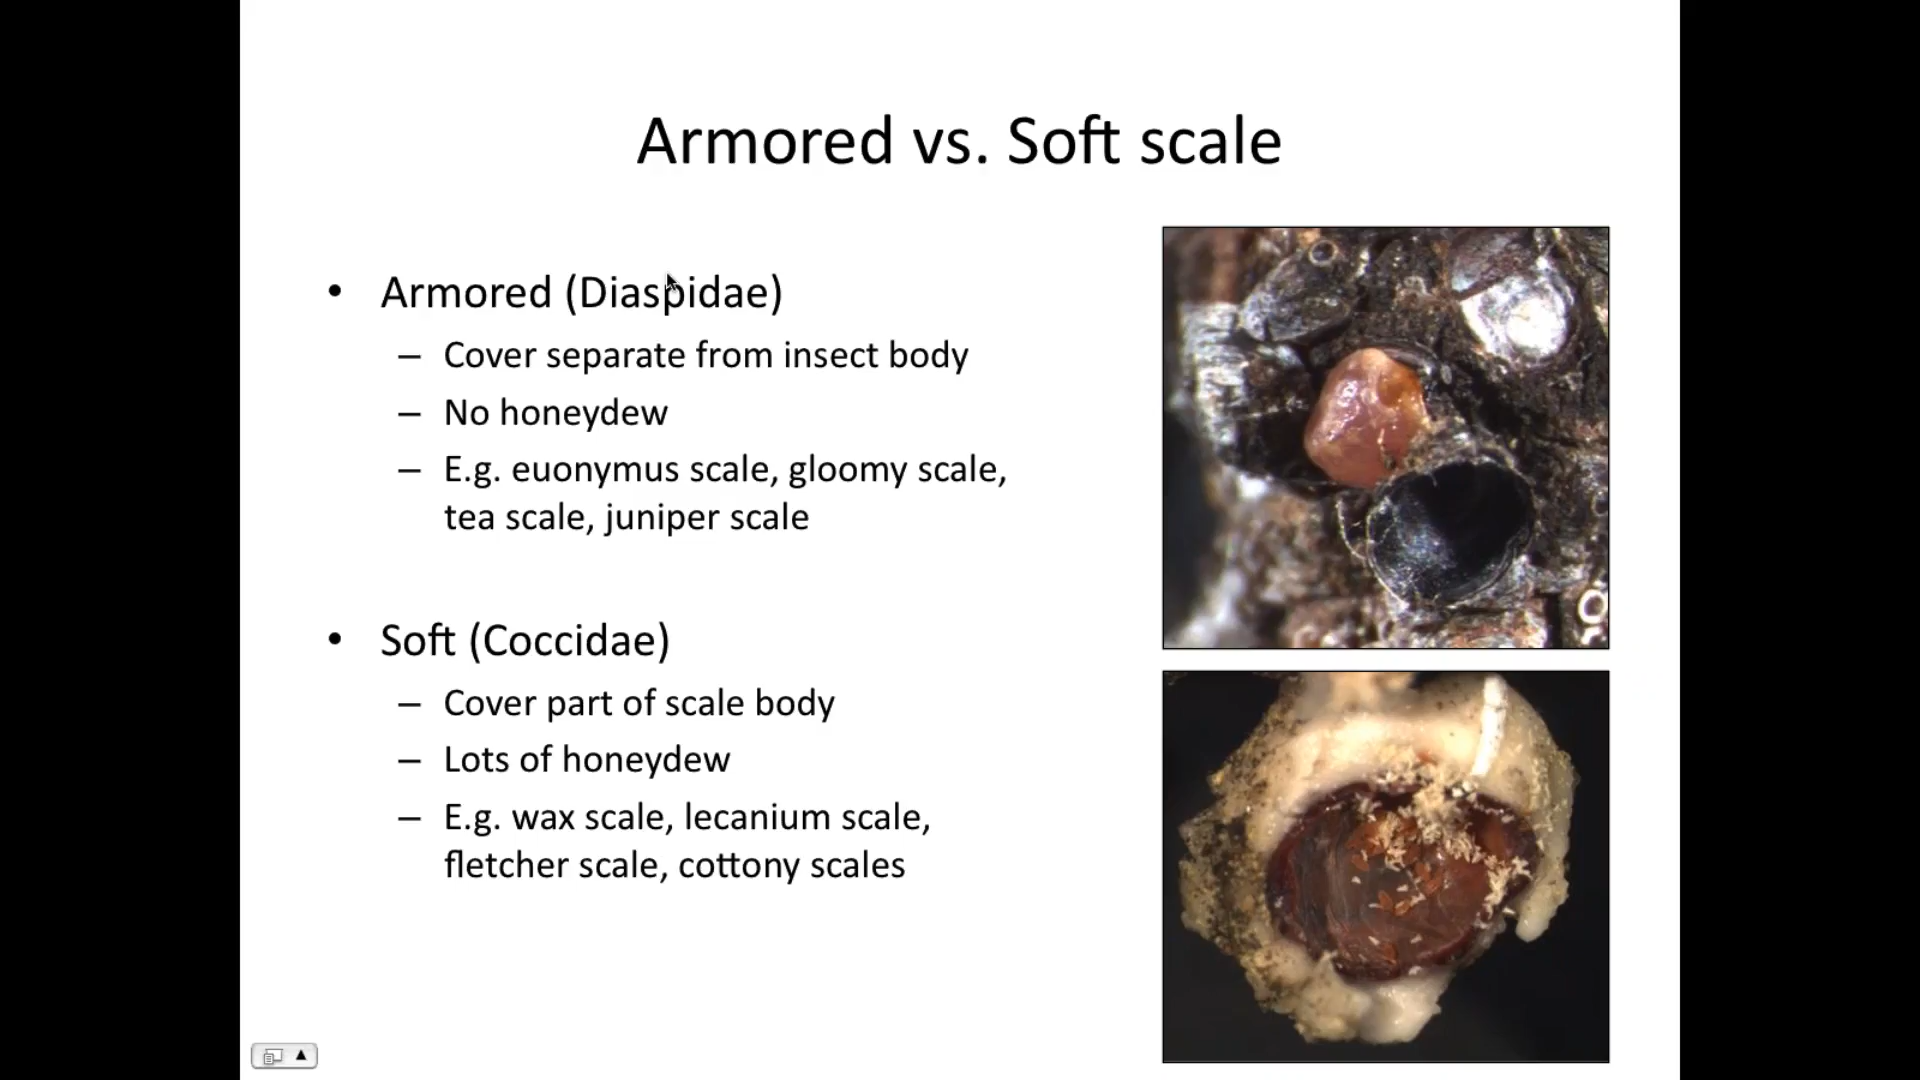 Armored vs. Soft scale
• Armored (Diaspidae)
– Cover separate from insect body
– No honeydew
– E.g. euonymus scale, gloomy scale,
tea scale, juniper scale
• Soft (Coccidae)
– Cover part of scale body
– Lots of honeydew
– E.g. wax scale, lecanium scale,
fletcher scale, cottony scales